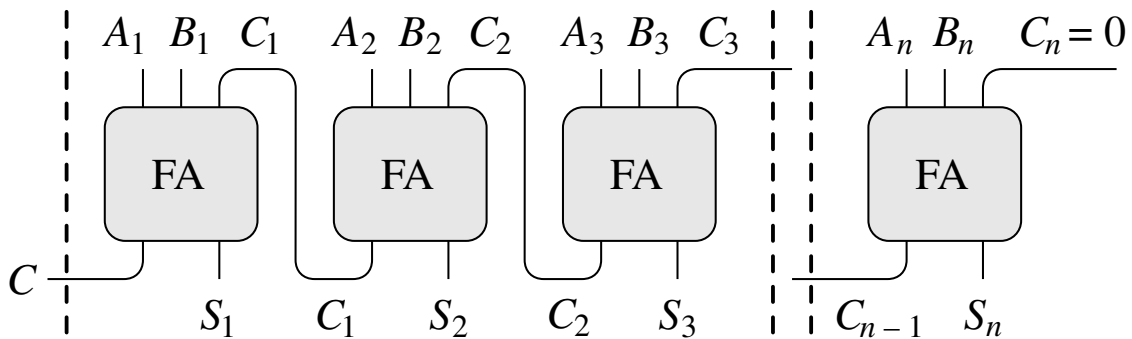 A₁ B₁ C₁ A₂ B₂ C₂ A₃ B₃ C₃ Aₙ Bₙ Cₙ = 0
FA FA FA FA
C S₁ C₁ S₂ C₂ S₃ Cₙ₋₁ Sₙ